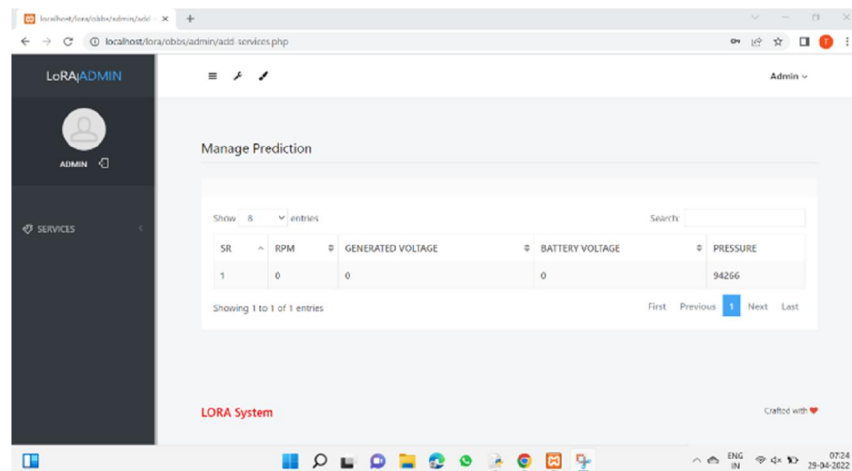 localhost/lora/obbs/admin/add-
localhost/lora/obbs/admin/add-services.php
LoRA|ADMIN
Admin
ADMIN
Manage Prediction
SERVICES
Show 8 entries
Search:
SR RPM GENERATED VOLTAGE BATTERY VOLTAGE PRESSURE
1 0 0 0 94266
Showing 1 to 1 of 1 entries
First Previous 1 Next Last
LORA System
Crafted with
ENG
IN
07:24
29-04-2022